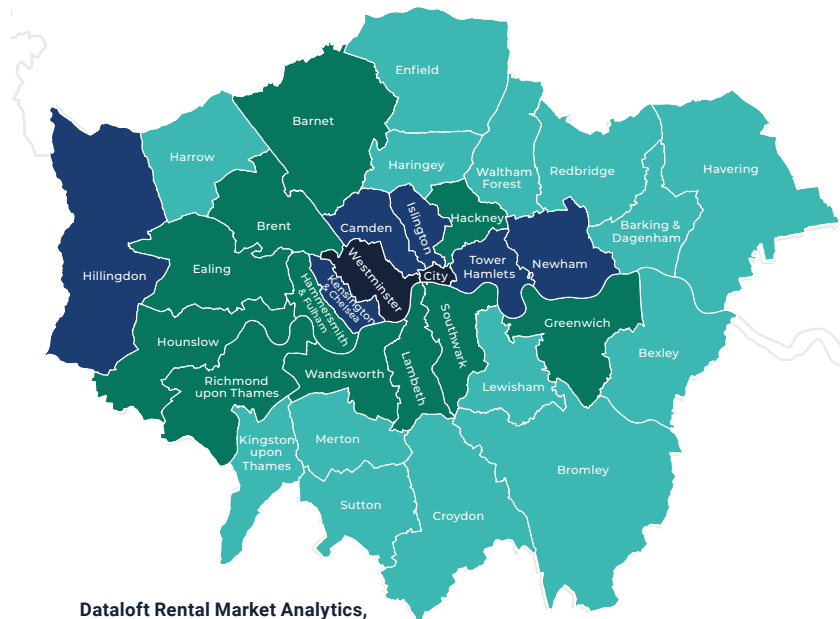 Enfield
Barnet
Harrow
Haringey
Waltham
Forest
Redbridge
Havering
Brent
Camden
Islington
Hackney
Barking &
Dagenham
Hillingdon
Ealing
Westminster
City
Tower
Hamlets
Newham
Kensington
& Chelsea
Hammersmith
& Fulham
Hounslow
Southwark
Greenwich
Bexley
Richmond
upon Thames
Wandsworth
Lambeth
Lewisham
Kingston
upon
Thames
Merton
Bromley
Sutton
Croydon
Dataloft Rental Market Analytics,